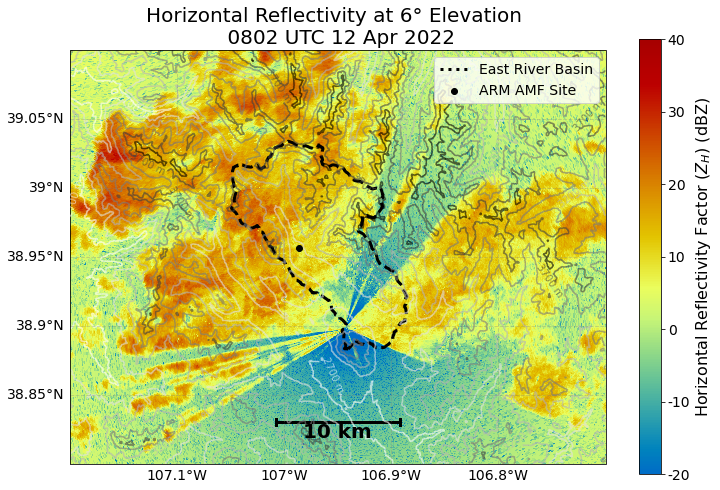 Horizontal Reflectivity at 6° Elevation
0802 UTC 12 Apr 2022
East River Basin
ARM AMF Site
39.05°N
39°N
38.95°N
38.9°N
38.85°N
10 km
107.1°W
107°W
106.9°W
106.8°W
40
30
20
10
0
-10
-20
Horizontal Reflectivity Factor (Z_H) (dBZ)